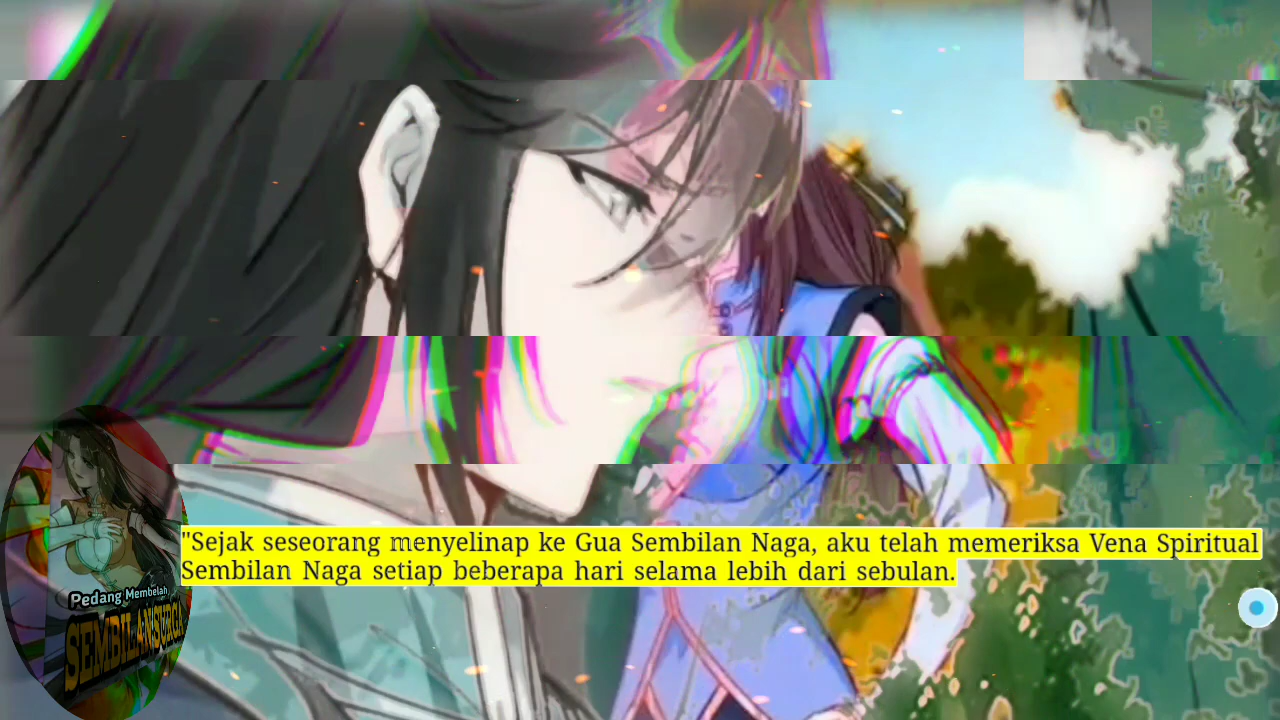 "Sejak seseorang menyelinap ke Gua Sembilan Naga, aku telah memeriksa Vena Spiritual
Sembilan Naga setiap beberapa hari selama lebih dari sebulan.
Pedang Membelah
SEMBILAN SURGA